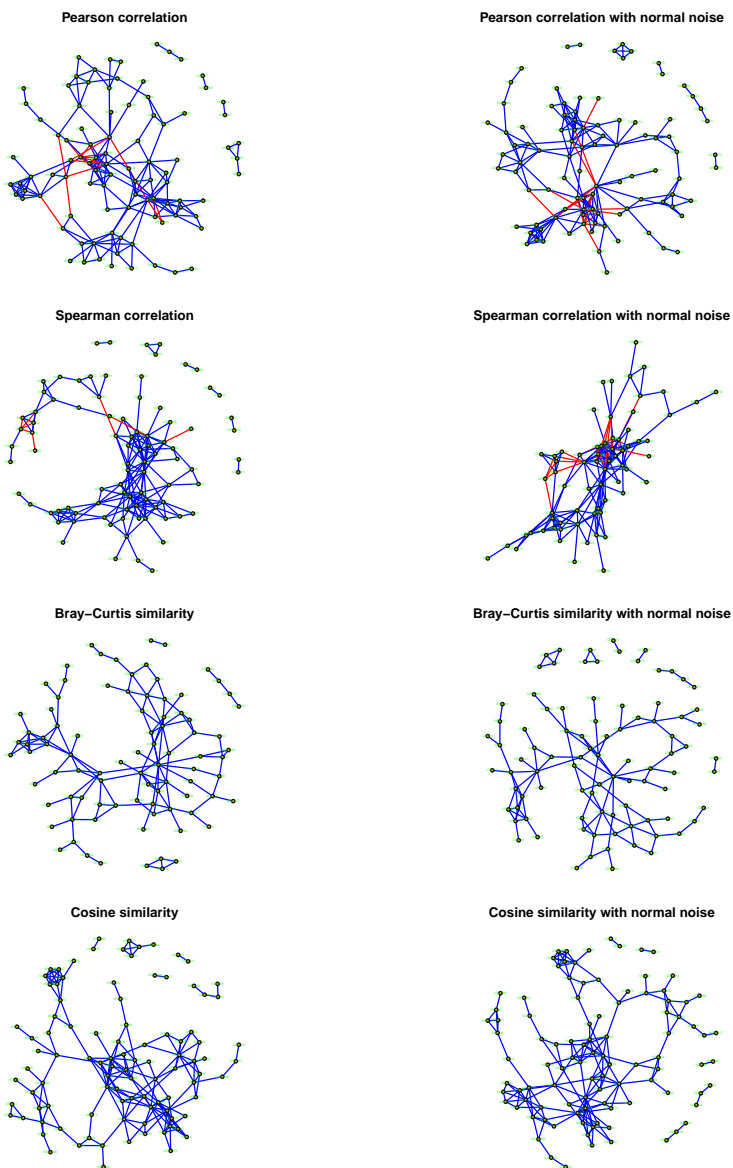 Pearson correlation
Pearson correlation with normal noise
Spearman correlation
Spearman correlation with normal noise
Bray−Curtis similarity
Bray−Curtis similarity with normal noise
Cosine similarity
Cosine similarity with normal noise